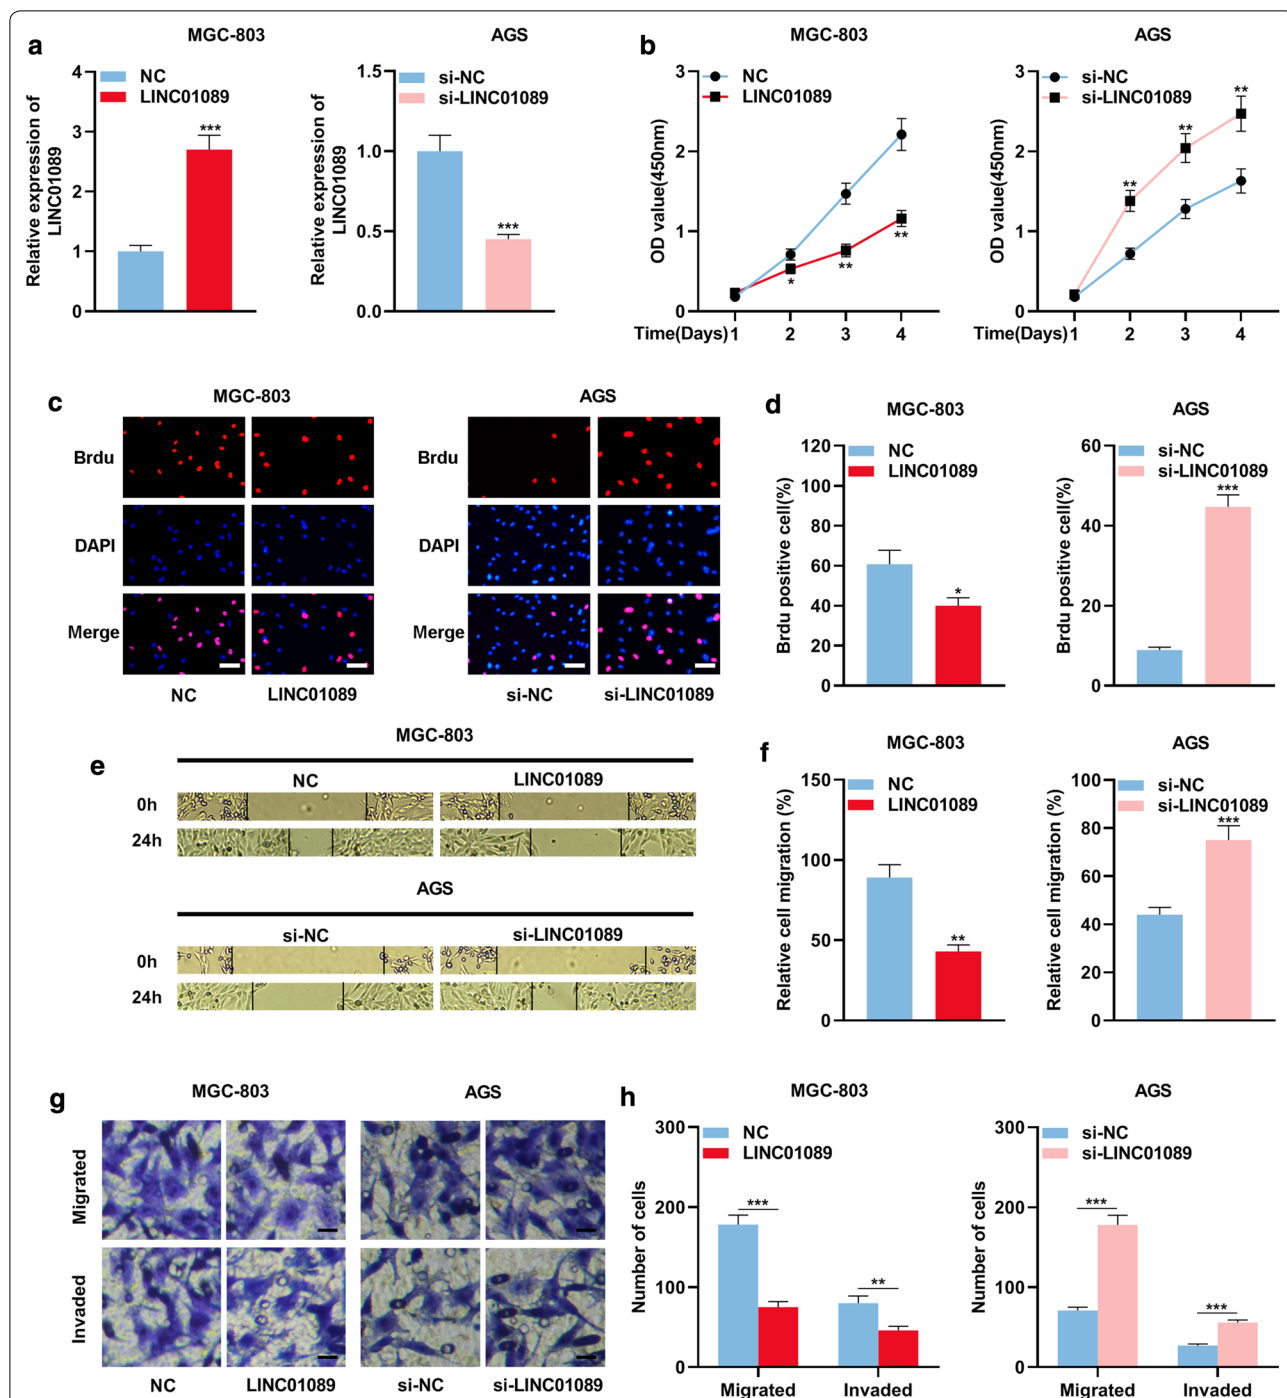 a
MGC-803
Relative expression of
LINC01089
4
3
2
1
0
NC
LINC01089
***
AGS
Relative expression of
LINC01089
1.5
1.0
0.5
0.0
si-NC
si-LINC01089
***
b
MGC-803
OD value(450nm)
3
2
1
0
NC
LINC01089
*
**
**
Time(Days) 1 2 3 4
AGS
OD value(450nm)
3
2
1
0
si-NC
si-LINC01089
**
**
**
Time(Days) 1 2 3 4
c
MGC-803
AGS
Brdu
DAPI
Merge
NC LINC01089
Brdu
DAPI
Merge
si-NC si-LINC01089
d
MGC-803
Brdu positive cell(%)
120
100
80
60
40
20
0
NC
LINC01089
*
AGS
Brdu positive cell(%)
60
40
20
0
si-NC
si-LINC01089
***
e
MGC-803
NC LINC01089
0h
24h
AGS
si-NC si-LINC01089
0h
24h
f
MGC-803
Relative cell migration (%)
150
100
50
0
NC
LINC01089
**
AGS
Relative cell migration (%)
100
80
60
40
20
0
si-NC
si-LINC01089
***
g
MGC-803
AGS
Migrated
Invaded
NC LINC01089 si-NC si-LINC01089
h
MGC-803
Number of cells
300
200
100
0
NC
LINC01089
***
**
Migrated Invaded
AGS
Number of cells
300
200
100
0
si-NC
si-LINC01089
***
***
Migrated Invaded